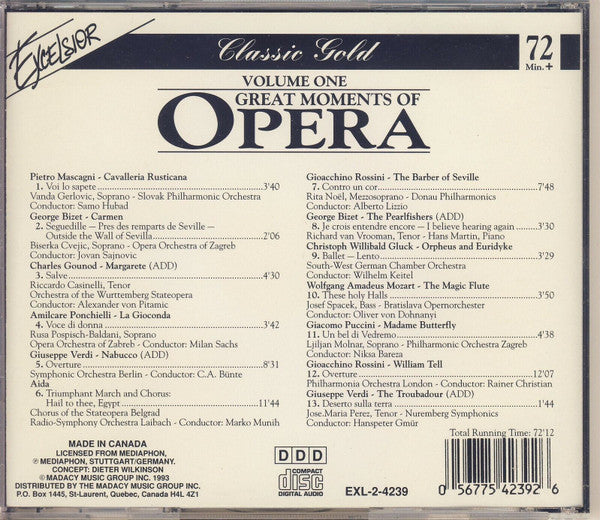 EXCELSIOR
Classic Gold
72
Min. +
VOLUME ONE
GREAT MOMENTS OF
OPERA
Pietro Mascagni - Cavalleria Rusticana
1. Voi lo sapete 3'40
Vanda Gerlovic, Soprano - Slovak Philharmonic Orchestra
Conductor: Samo Hubad
George Bizet - Carmen
2. Seguedille — Pres des remparts de Seville —
Outside the Wall of Sevilla 2'06
Biserka Cvejic, Soprano - Opera Orchestra of Zagreb
Conductor: Jovan Sajnovic
Charles Gounod - Margarete (ADD)
3. Salve 4'30
Riccardo Casinelli, Tenor
Orchestra of the Wurttemberg Stateopera
Conductor: Alexander von Pitamic
Amilcare Ponchielli - La Gioconda
4. Voce di donna 3'42
Rusa Pospisch-Baldani, Soprano
Opera Orchestra of Zabreb - Conductor: Milan Sachs
Giuseppe Verdi - Nabucco (ADD)
5. Overture 8'31
Symphonic Orchestra Berlin - Conductor: C.A. Bünte
Aida
6. Triumphant March and Chorus:
Hail to thee, Egypt 11'44
Chorus of the Stateopera Belgrad
Radio-Symphony Orchestra Laibach - Conductor: Marko Munih
Gioacchino Rossini - The Barber of Seville
7. Contro un cor 7'48
Rita Noël, Mezzosoprano - Donau Philharmonics
Conductor: Alberto Lizzio
George Bizet - The Pearlfishers (ADD)
8. Je crois entendre encore — I believe hearing again 3'30
Richard van Vrooman, Tenor - Hans Martin, Piano
Christoph Willibald Gluck - Orpheus and Euridyke
9. Ballet — Lento 3'29
South-West German Chamber Orchestra
Conductor: Wilhelm Keitel
Wolfgang Amadeus Mozart - The Magic Flute
10. These holy Halls 3'50
Josef Spacek, Bass - Bratislava Opernorchester
Conductor: Oliver von Dohnanyi
Giacomo Puccini - Madame Butterfly
11. Un bel di Vedremo 4'38
Ljiljan Molnar, Soprano - Philharmonic Orchestra Zagreb
Conductor: Niksa Bareza
Gioacchino Rossini - William Tell
12. Overture 12'07
Philharmonia Orchestra London - Conductor: Rainer Christian
Giuseppe Verdi - The Troubadour (ADD)
13. Deserto sulla terra 1'44
Jose.Maria Perez, Tenor - Nuremberg Symphonics
Conductor: Hanspeter Gmür
Total Running Time: 72'12
MADE IN CANADA
LICENSED FROM MEDIAPHON,
℗ MEDIAPHON, STUTTGART/GERMANY.
CONCEPT: DIETER WILKINSON
© MADACY MUSIC GROUP INC. 1993
DISTRIBUTED BY THE MADACY MUSIC GROUP INC.
P.O. Box 1445, St-Laurent, Quebec, Canada H4L 4Z1
DDD
COMPACT
disc
DIGITAL AUDIO
EXL-2-4239
0 56775 42392 6